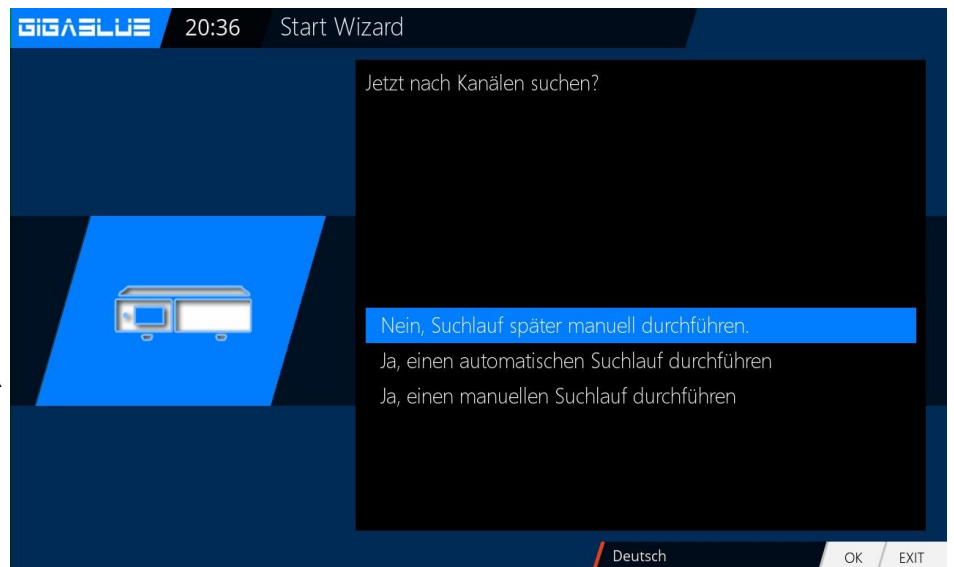 GIGABLUE 20:36 Start Wizard
Jetzt nach Kanälen suchen?
Nein, Suchlauf später manuell durchführen.
Ja, einen automatischen Suchlauf durchführen
Ja, einen manuellen Suchlauf durchführen
Deutsch OK EXIT